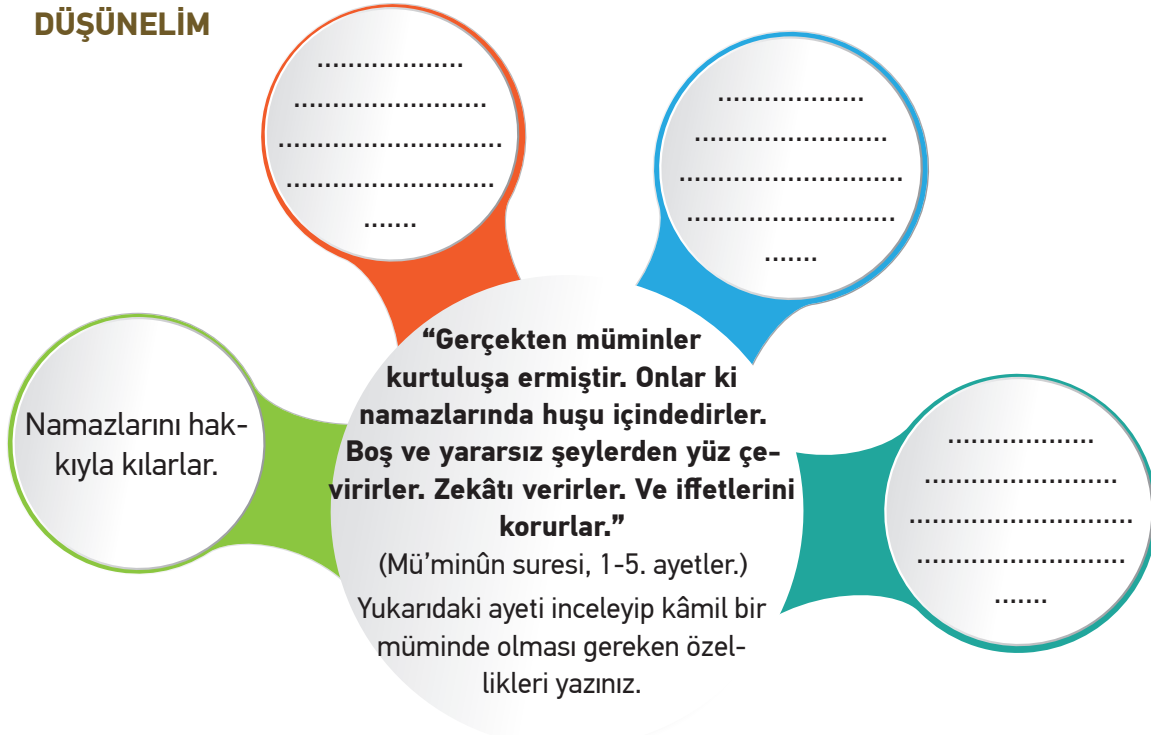 DÜŞÜNELİM
...................
.........................
.............................
...........................
.......
...................
.........................
.............................
...........................
.......
Namazlarını hak-
kıyla kılarlar.
“Gerçekten müminler
kurtuluşa ermiştir. Onlar ki
namazlarında huşu içindedirler.
Boş ve yararsız şeylerden yüz çe-
virirler. Zekâtı verirler. Ve iffetlerini
korurlar.”
(Mü’minûn suresi, 1-5. ayetler.)
Yukarıdaki ayeti inceleyip kâmil bir
müminde olması gereken özel-
likleri yazınız.
...................
.........................
.............................
...........................
.......